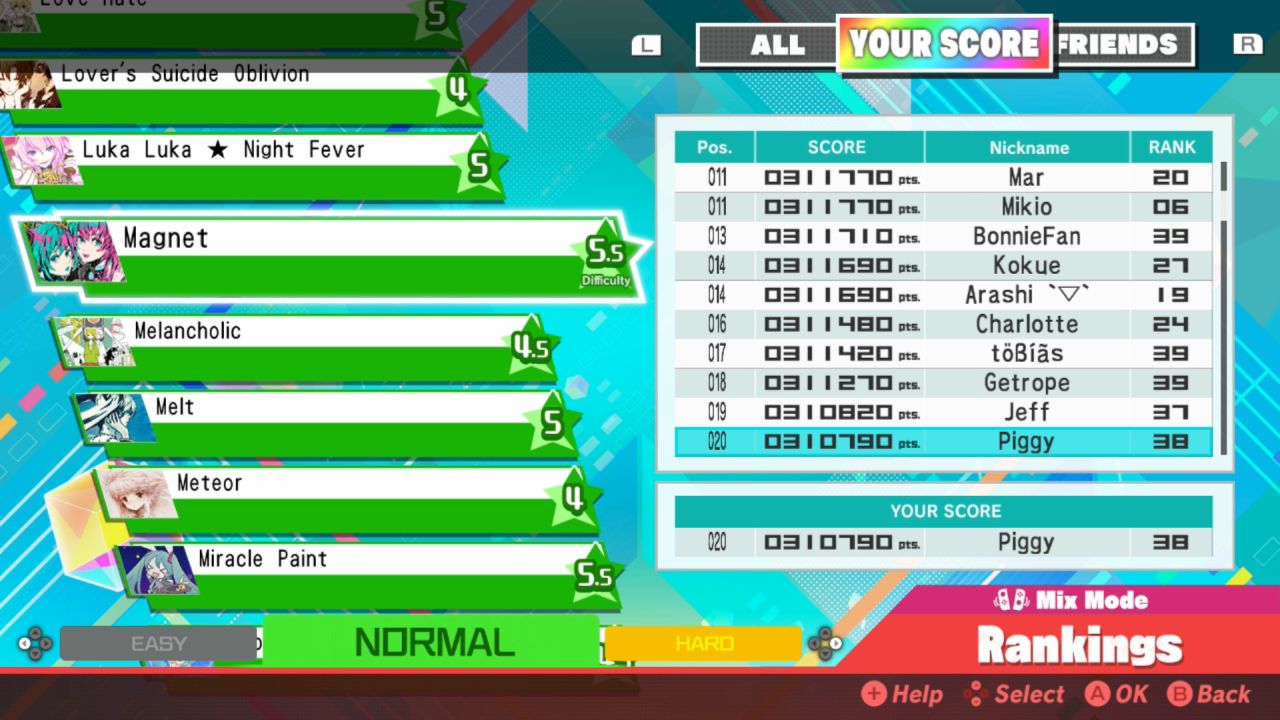 Love Hate
5
Lover's Suicide Oblivion
4
Luka Luka ★ Night Fever
5
Magnet
5.5
Difficulty
Melancholic
4.5
Melt
5
Meteor
4
Miracle Paint
5.5
EASY
NORMAL
HARD
L
ALL
YOUR SCORE
FRIENDS
R
Pos. SCORE Nickname RANK
011 0311770 pts. Mar 20
011 0311770 pts. Mikio 06
013 0311710 pts. BonnieFan 39
014 0311690 pts. Kokue 27
014 0311690 pts. Arashi `▽` 19
016 0311480 pts. Charlotte 24
017 0311420 pts. töBíãs 39
018 0311270 pts. Getrope 39
019 0310820 pts. Jeff 37
020 0310790 pts. Piggy 38
YOUR SCORE
020 0310790 pts. Piggy 38
Mix Mode
Rankings
+ Help Select A OK B Back